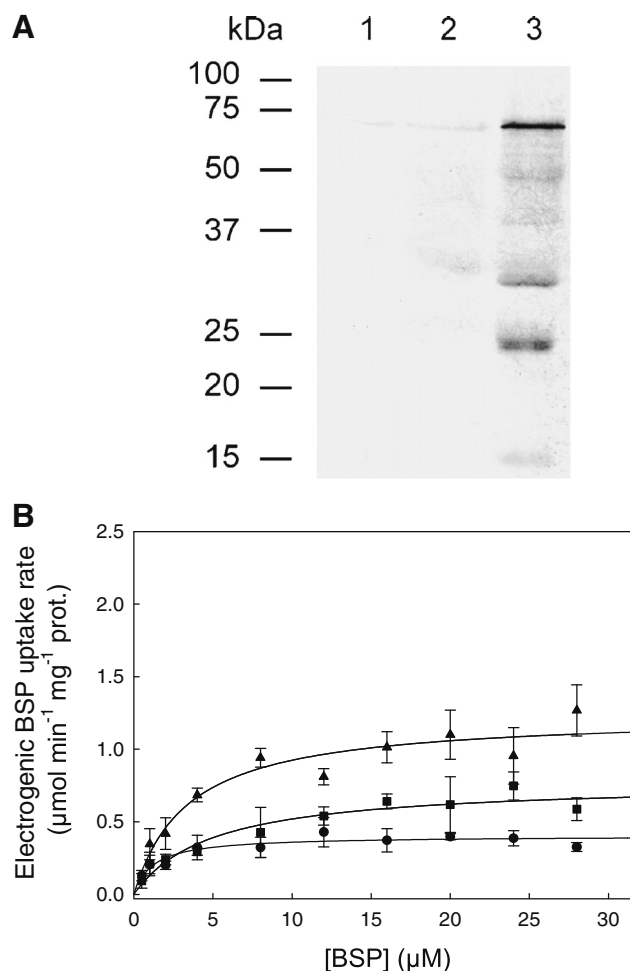 A
kDa 1 2 3
100
75
50
37
25
20
15
B
Electrogenic BSP uptake rate
(µmol min⁻¹ mg⁻¹ prot.)
2.5
2.0
1.5
1.0
0.5
0.0
0 5 10 15 20 25 30
[BSP] (µM)